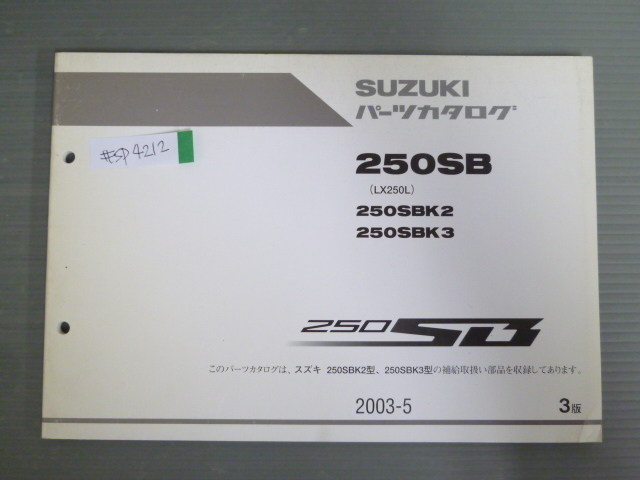 SUZUKI
パーツカタログ
#SP4212
250SB
(LX250L)
250SBK2
250SBK3
250SB
このパーツカタログは、スズキ 250SBK2型、250SBK3型の補給取扱い部品を収録してあります。
2003-5
3版